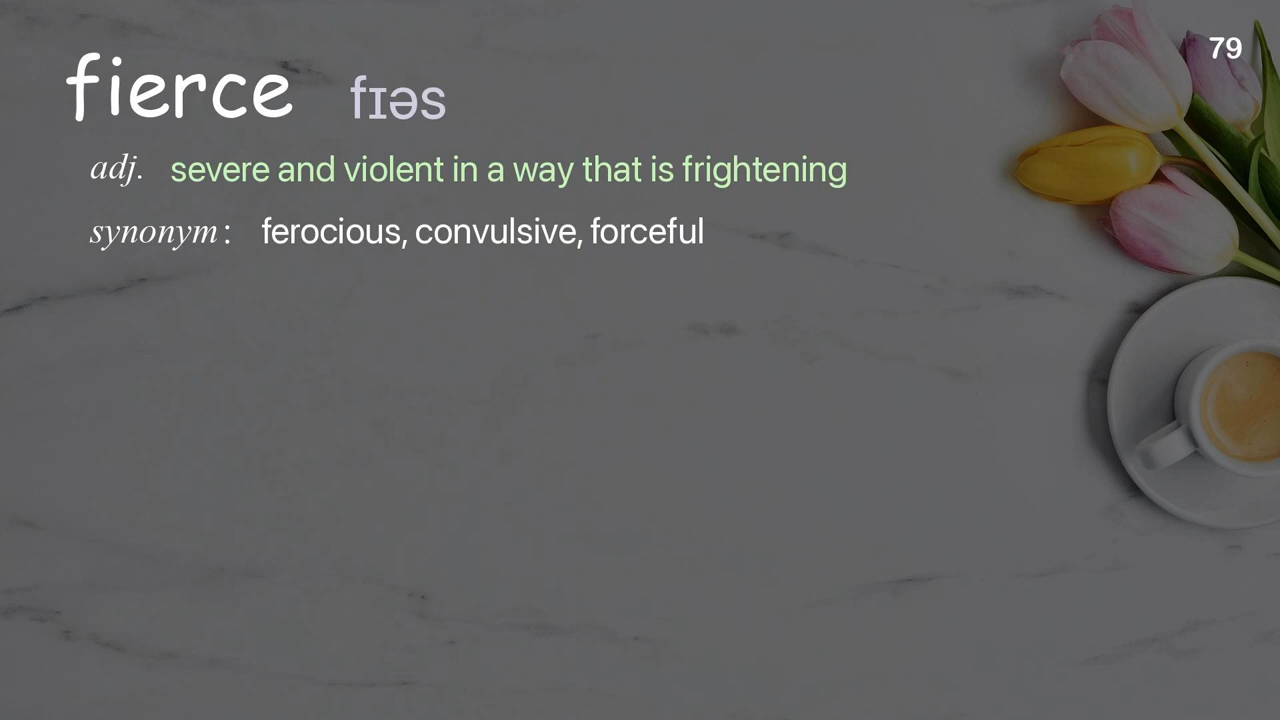 79
fierce fɪəs
adj. severe and violent in a way that is frightening
synonym : ferocious, convulsive, forceful